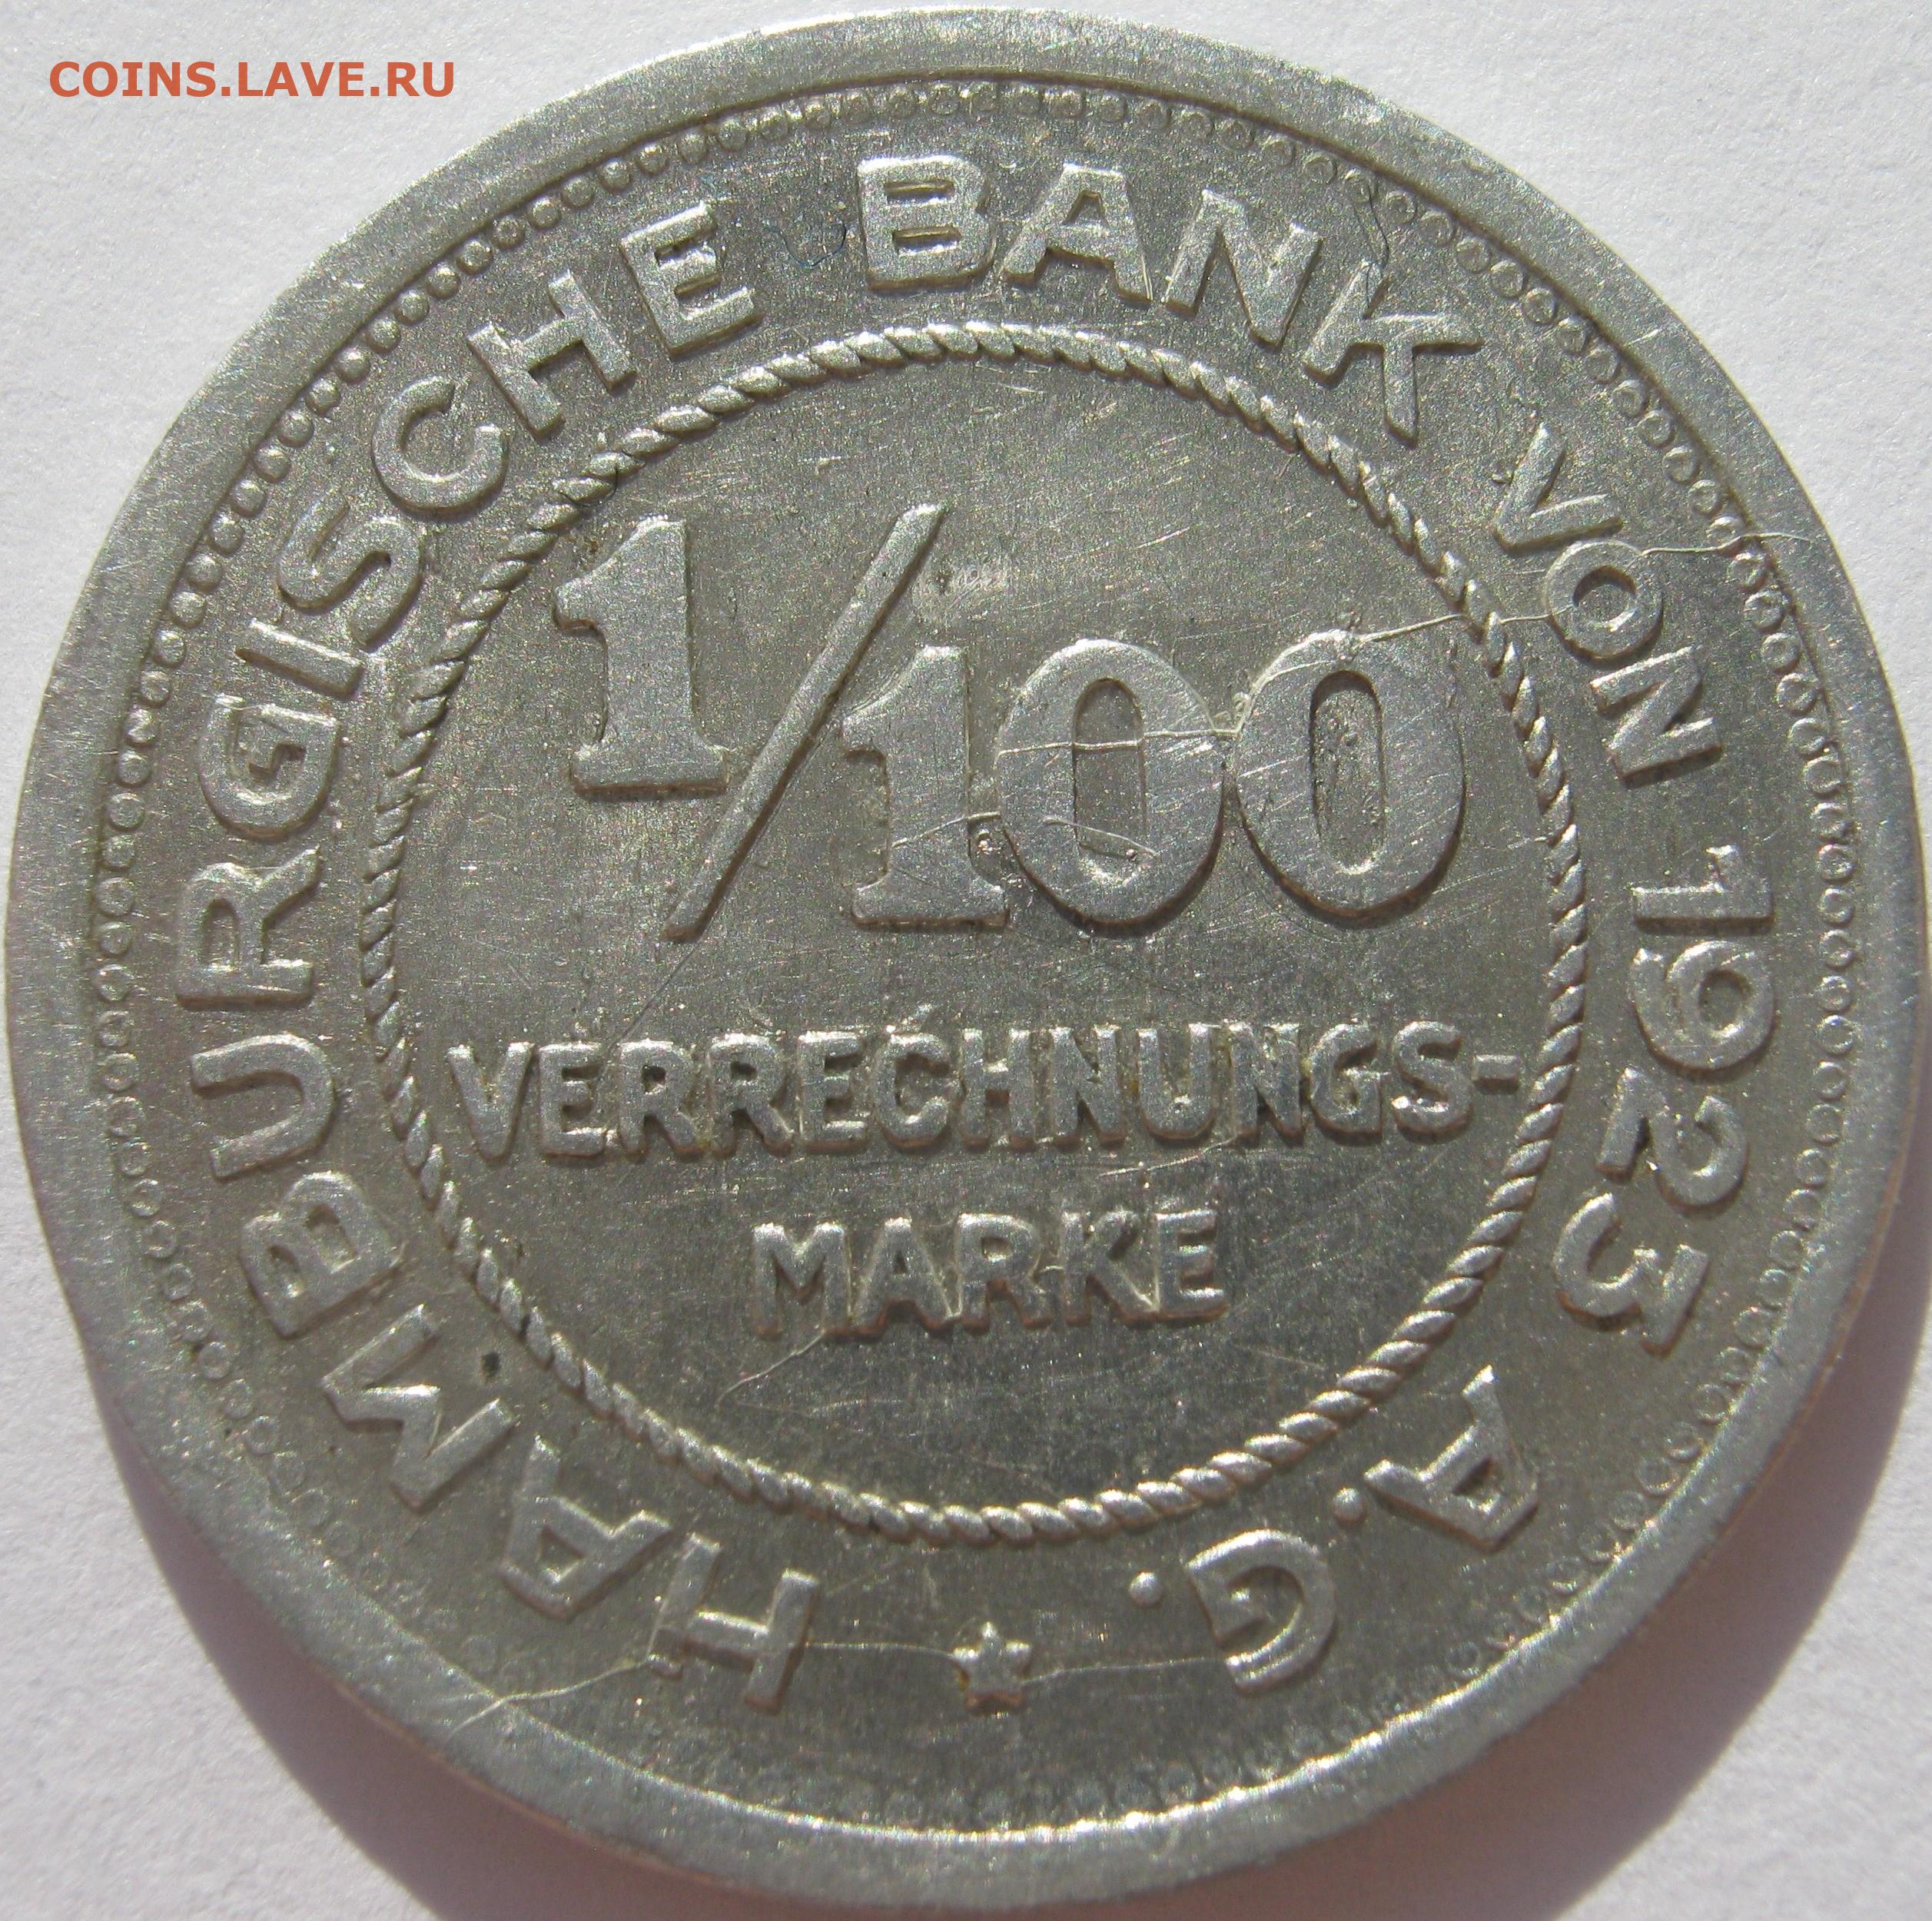 COINS.LAVE.RU
HAMBURGISCHE BANK VON 1923 A.G.
1/100
VERRECHNUNGS-
MARKE